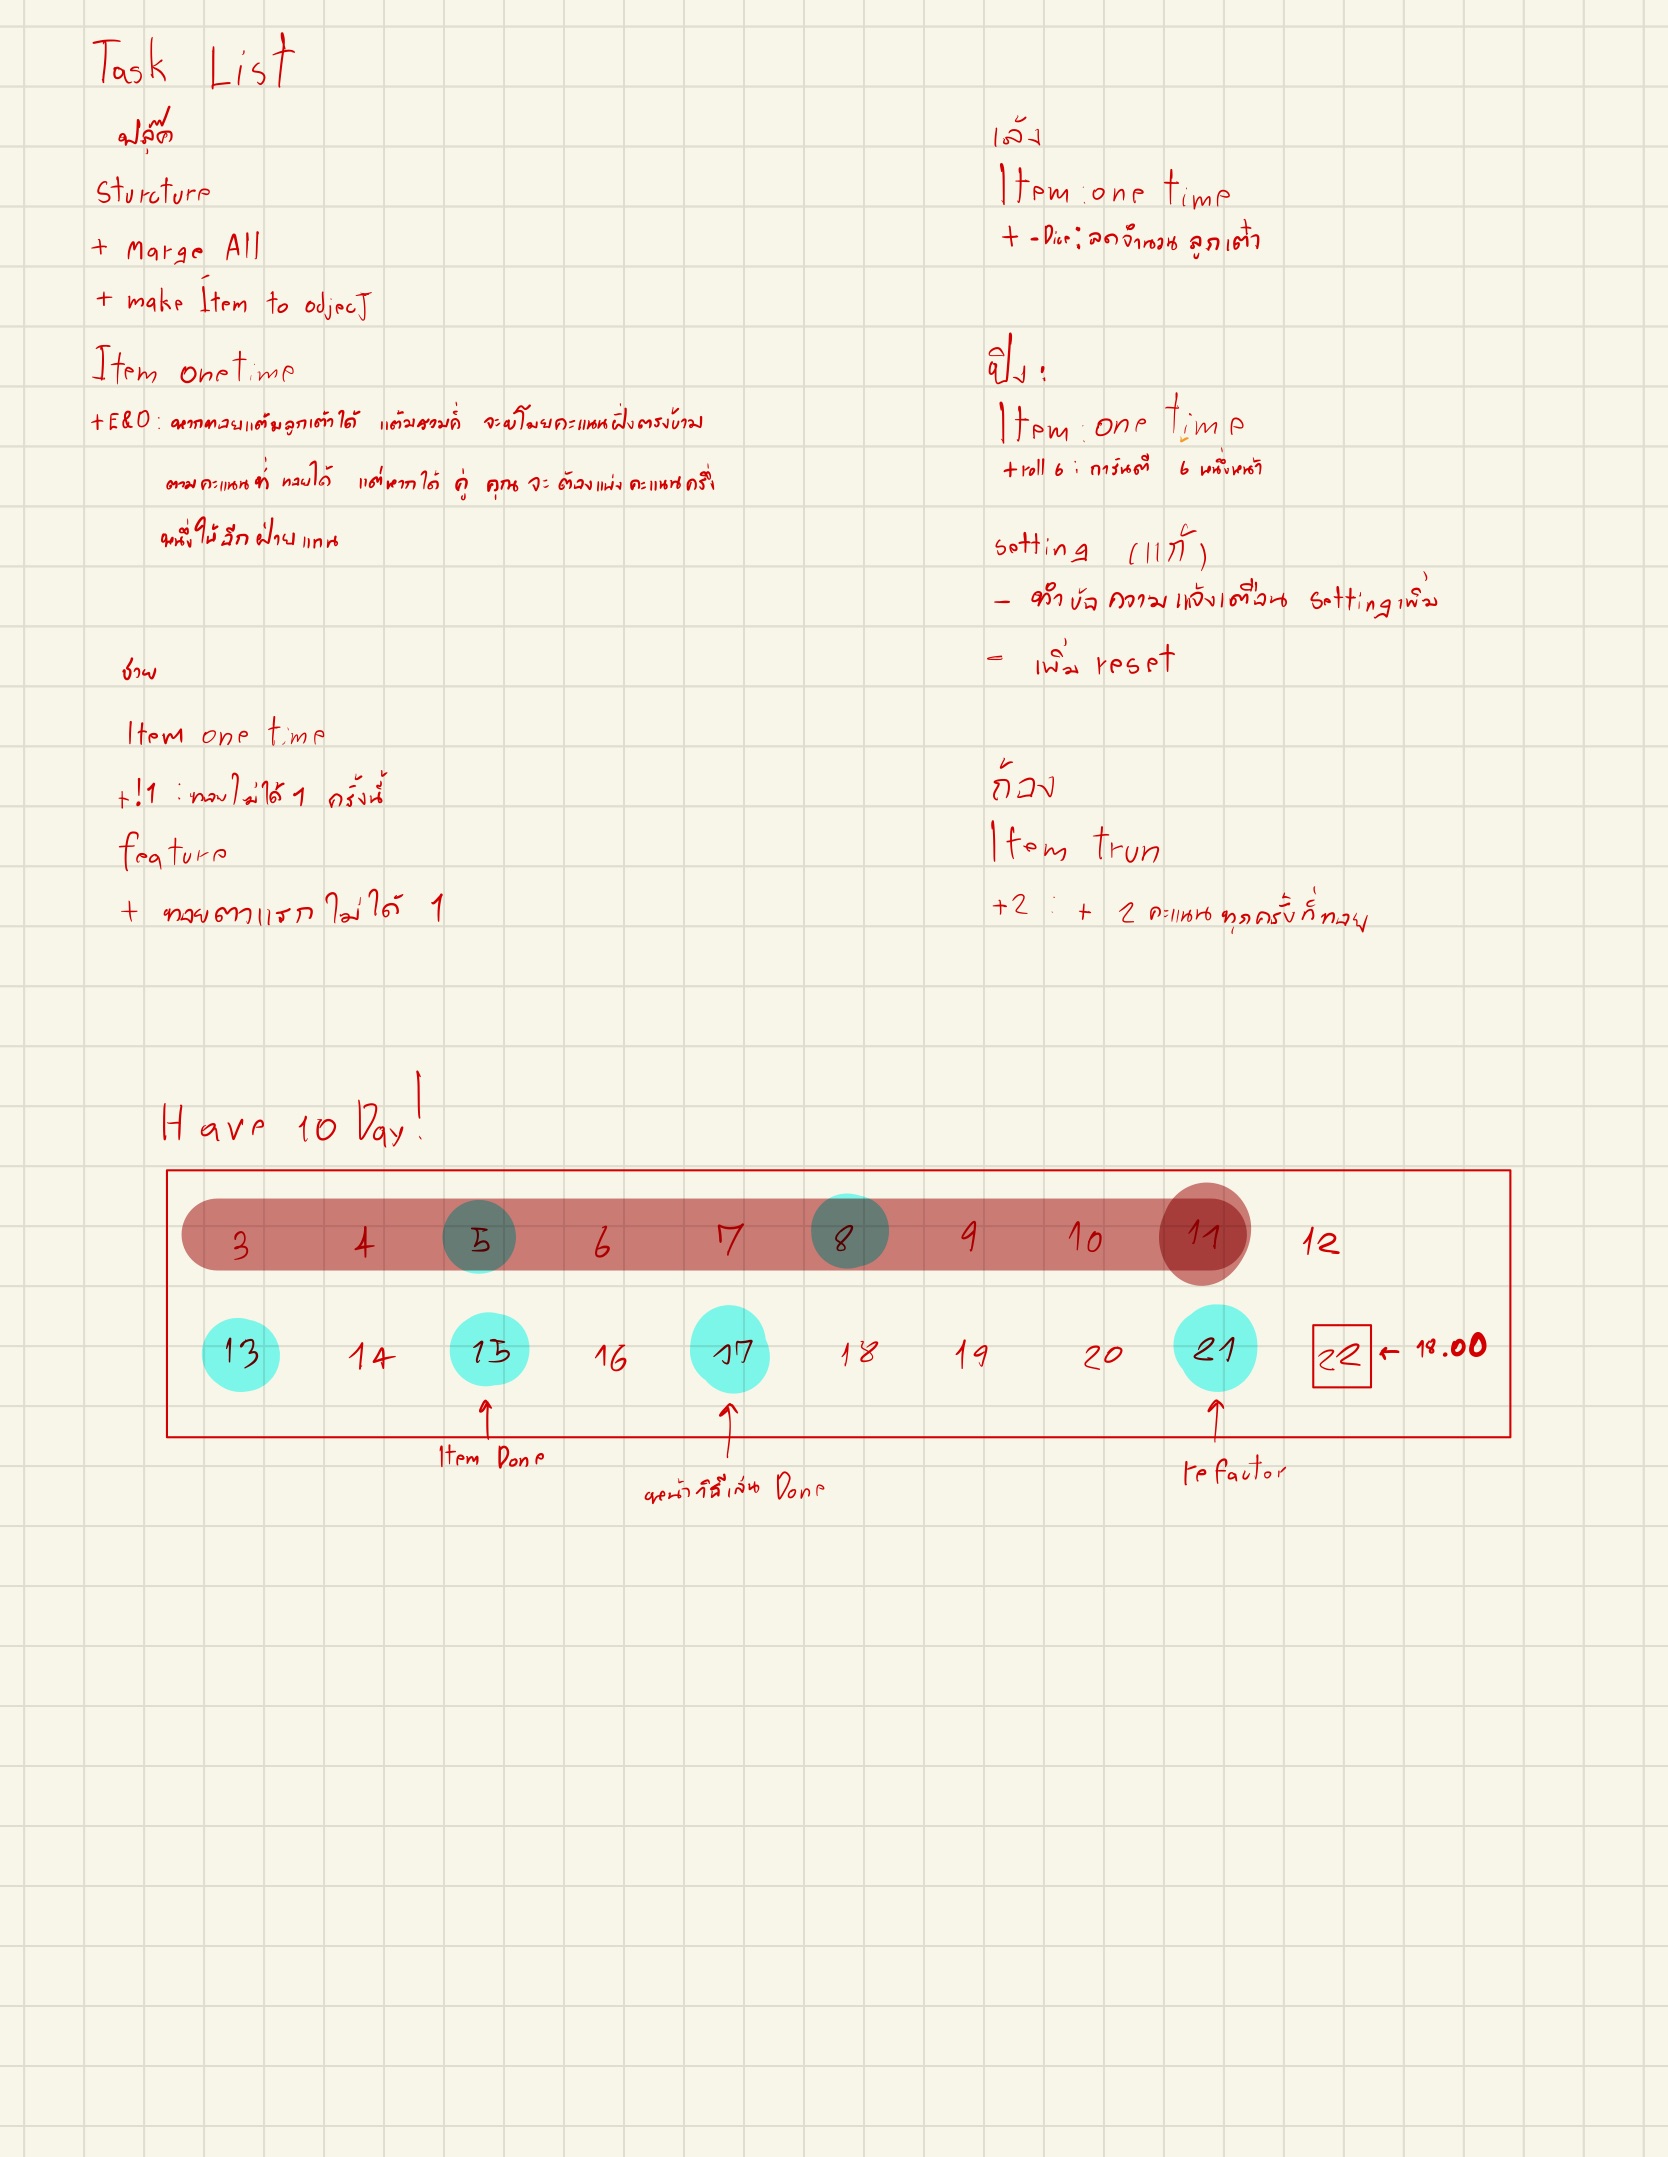 Task List
ฟลุ๊ค
Sturcture
+ Marge All
+ make Item to odject
Item onetime
+E&O : หากทอยแต้มลูกเต๋าได้ แต้มรวมคี่ จะขโมยคะแนนฝั่งตรงข้าม
ตามคะแนนที่ ทอยได้ แต่หากได้ คู่ คุณ จะ ต้องแบ่งคะแนนครึ่ง
หนึ่งให้อีกฝ่ายแทน
ช่าย
Item one time
+!1 : ทอยไม่ได้ 1 ครั้งนี้
feature
+ ทอยตาแรกไม่ได้ 1
เล้ง
Item : one time
+ -Dice : ลดจำนวน ลูกเต๋า
ปิง :
Item : one time
+roll 6 : การันตี 6 หนึ่งหน้า
setting (แก้)
- ทำข้อความแจ้งเตือน setting เพิ่ม
- เพิ่ม reset
ก้อง
Item trun
+2 : + 2 คะแนนทุกครั้งที่ทอย
Have 10 Day!
3 4 5 6 7 8 9 10 11 12
13 14 15 16 17 18 19 20 21 22 ← 18.00
Item Done
หน้าวิธีเล่น Done
refactor